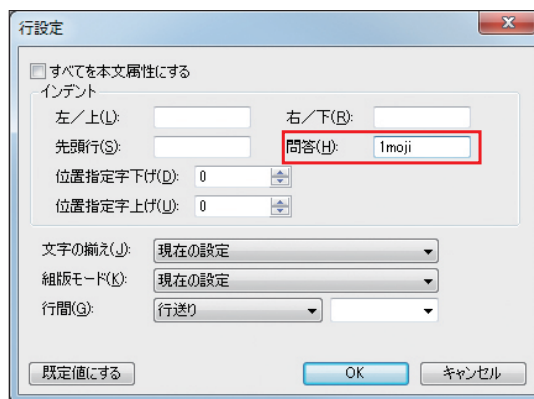 行設定
すべてを本文属性にする
インデント
左／上(L): 右／下(R):
先頭行(S): 問答(H): 1moji
位置指定字下げ(D): 0
位置指定字上げ(U): 0
文字の揃え(J): 現在の設定
組版モード(K): 現在の設定
行間(G): 行送り
既定値にする OK キャンセル